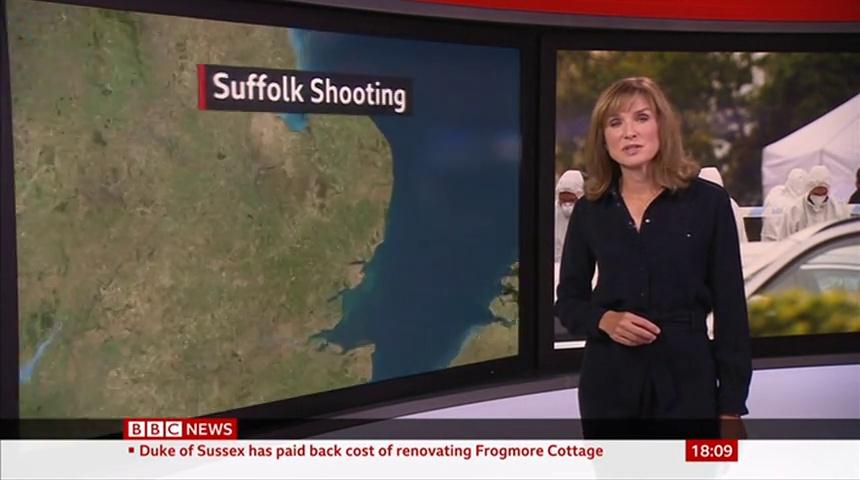 Suffolk Shooting
BBC NEWS
▪ Duke of Sussex has paid back cost of renovating Frogmore Cottage
18:09